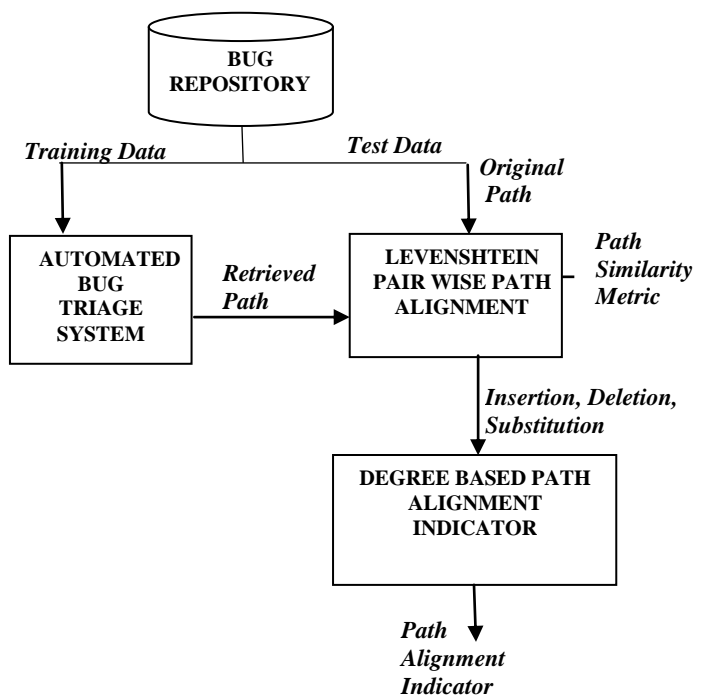 BUG
REPOSITORY
Training Data
Test Data
Original
Path
AUTOMATED
BUG
TRIAGE
SYSTEM
Retrieved
Path
LEVENSHTEIN
PAIR WISE PATH
ALIGNMENT
Path
Similarity
Metric
Insertion, Deletion,
Substitution
DEGREE BASED PATH
ALIGNMENT
INDICATOR
Path
Alignment
Indicator